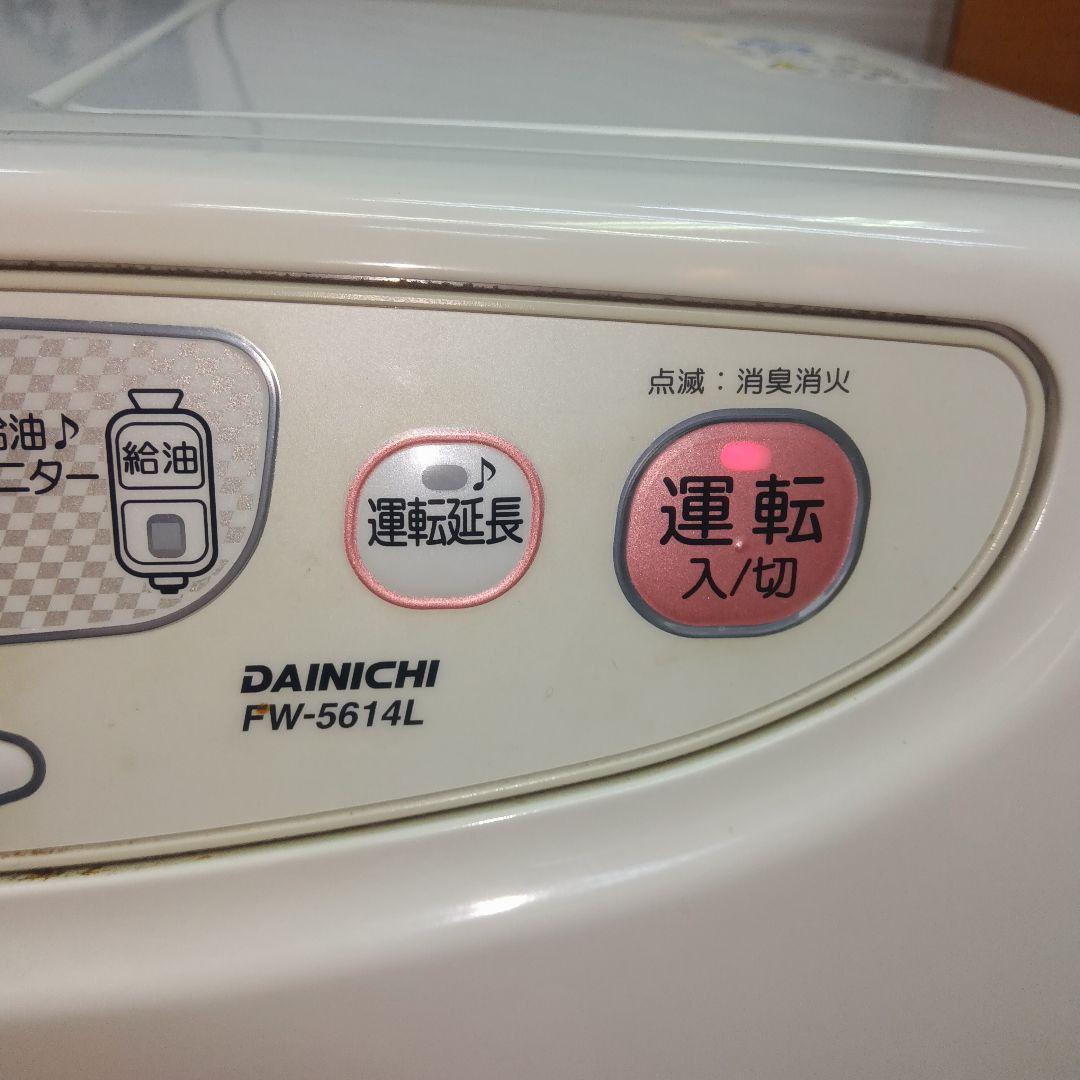 点滅：消臭消火
給油♪
ニター
給油
♪
運転延長
運転
入/切
DAINICHI
FW-5614L